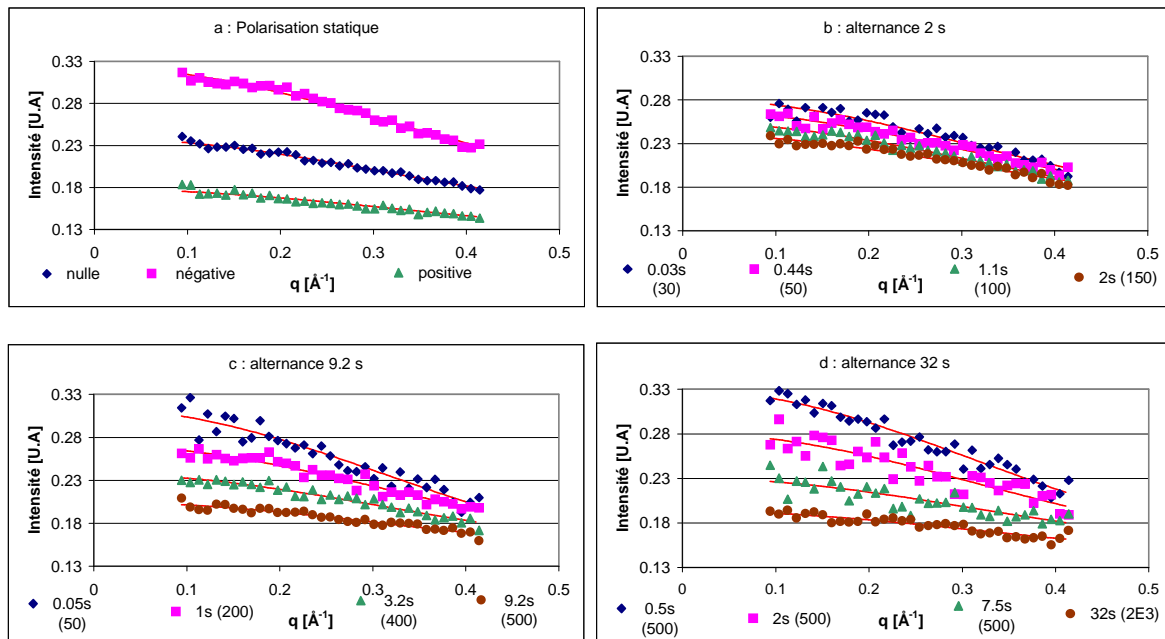 a : Polarisation statique
Intensité [U.A]
0.33
0.28
0.23
0.18
0.13
0 0.1 0.2 0.3 0.4 0.5
q [Å⁻¹]
nulle négative positive
b : alternance 2 s
Intensité [U.A]
0.33
0.28
0.23
0.18
0.13
0 0.1 0.2 0.3 0.4 0.5
q [Å⁻¹]
0.03s (30) 0.44s (50) 1.1s (100) 2s (150)
c : alternance 9.2 s
Intensité [U.A]
0.33
0.28
0.23
0.18
0.13
0 0.1 0.2 0.3 0.4 0.5
q [Å⁻¹]
0.05s (50) 1s (200) 3.2s (400) 9.2s (500)
d : alternance 32 s
Intensité [U.A]
0.33
0.28
0.23
0.18
0.13
0 0.1 0.2 0.3 0.4 0.5
q [Å⁻¹]
0.5s (500) 2s (500) 7.5s (500) 32s (2E3)